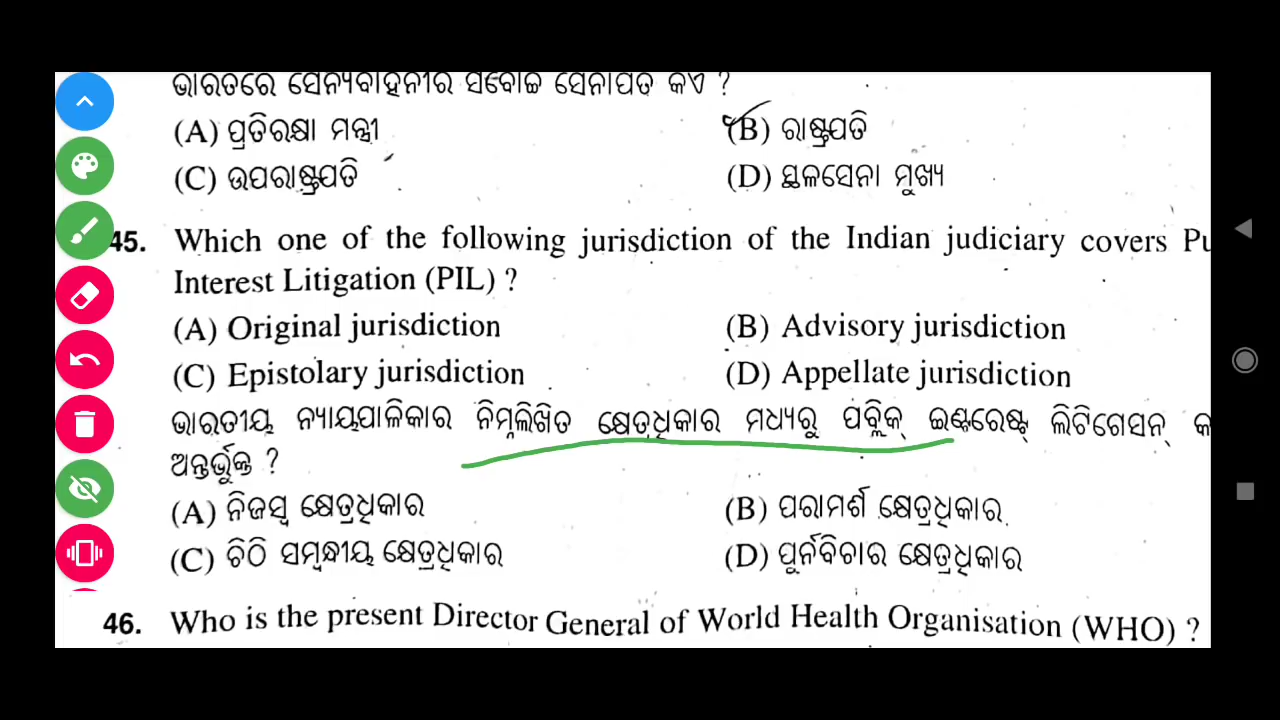 ଭାରତରେ ସେନ୍ୟବାହିନୀର ସର୍ବୋଚ୍ଚ ସେନାପତି କିଏ ?
(A) ପ୍ରତିରକ୍ଷା ମନ୍ତ୍ରୀ (B) ରାଷ୍ଟ୍ରପତି
(C) ଉପରାଷ୍ଟ୍ରପତି (D) ସ୍ଥଳସେନା ମୁଖ୍ୟ
45. Which one of the following jurisdiction of the Indian judiciary covers
Interest Litigation (PIL) ?
(A) Original jurisdiction (B) Advisory jurisdiction
(C) Epistolary jurisdiction (D) Appellate jurisdiction
ଭାରତୀୟ ନ୍ୟାୟପାଳିକାର ନିମ୍ନଲିଖିତ କ୍ଷେତ୍ରାଧିକାର ମଧ୍ୟରୁ ପବ୍ଲିକ୍ ଇଣ୍ଟରେଷ୍ଟ୍ ଲିଟିଗେସନ୍
ଅନ୍ତର୍ଭୁକ୍ତ ?
(A) ନିଜସ୍ୱ କ୍ଷେତ୍ରାଧିକାର (B) ପରାମର୍ଶ କ୍ଷେତ୍ରାଧିକାର
(C) ଚିଠି ସମ୍ବନ୍ଧୀୟ କ୍ଷେତ୍ରାଧିକାର (D) ପୁର୍ନବିଚାର କ୍ଷେତ୍ରାଧିକାର
46. Who is the present Director General of World Health Organisation (WHO) ?